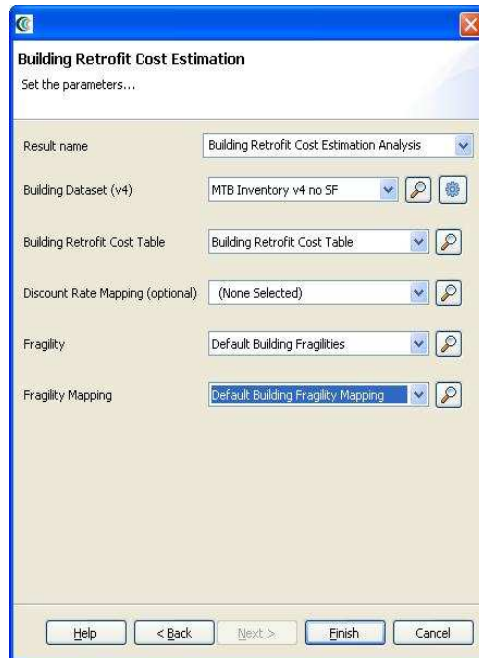 Building Retrofit Cost Estimation
Set the parameters...
Result name Building Retrofit Cost Estimation Analysis
Building Dataset (v4) MTB Inventory v4 no SF
Building Retrofit Cost Table Building Retrofit Cost Table
Discount Rate Mapping (optional) (None Selected)
Fragility Default Building Fragilities
Fragility Mapping Default Building Fragility Mapping
Help < Back Next > Finish Cancel